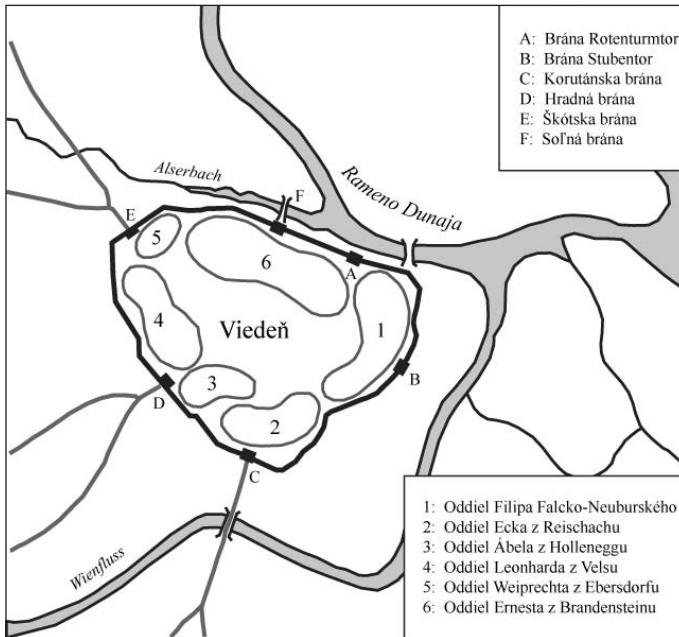 A: Brána Rotenturmtor
B: Brána Stubentor
C: Korutánska brána
D: Hradná brána
E: Škótska brána
F: Soľná brána
Alserbach
F
Rameno Dunaja
E
5
6
A
4
Viedeň
1
B
3
D
2
C
Wienfluss
1: Oddiel Filipa Falcko-Neuburského
2: Oddiel Ecka z Reischachu
3: Oddiel Ábela z Holleneggu
4: Oddiel Leonharda z Velsu
5: Oddiel Weiprechta z Ebersdorfu
6: Oddiel Ernesta z Brandensteinu